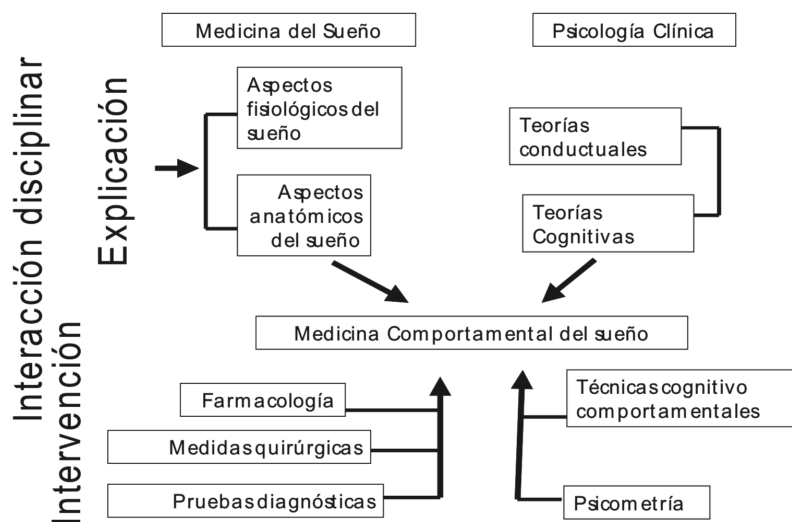 Medicina del Sueño
Psicología Clínica
Interacción disciplinar
Explicación
Aspectos
fisiológicos del
sueño
Teorías
conductuales
Aspectos
anatómicos
del sueño
Teorías
Cognitivas
Medicina Comportamental del sueño
Intervención
Farmacología
Medidas quirúrgicas
Pruebas diagnósticas
Técnicas cognitivo
comportamentales
Psicometría